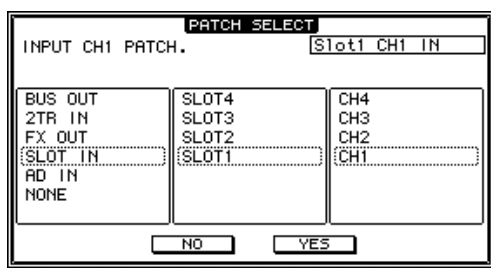 PATCH SELECT
INPUT CH1 PATCH. Slot1 CH1 IN
BUS OUT SLOT4 CH4
2TR IN SLOT3 CH3
FX OUT SLOT2 CH2
SLOT IN SLOT1 CH1
AD IN
NONE
NO YES